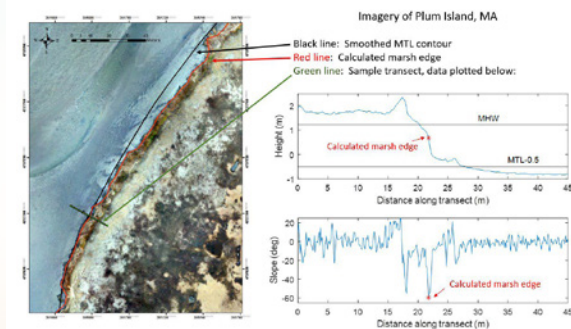 Imagery of Plum Island, MA
Black line: Smoothed MTL contour
Red line: Calculated marsh edge
Green line: Sample transect, data plotted below:
2
1
0
-1
Height (m)
MHW
Calculated marsh edge
MTL-0.5
0 5 10 15 20 25 30 35 40 45
Distance along transect (m)
20
0
-20
-40
-60
Slope (deg)
Calculated marsh edge
0 5 10 15 20 25 30 35 40 45
Distance along transect (m)